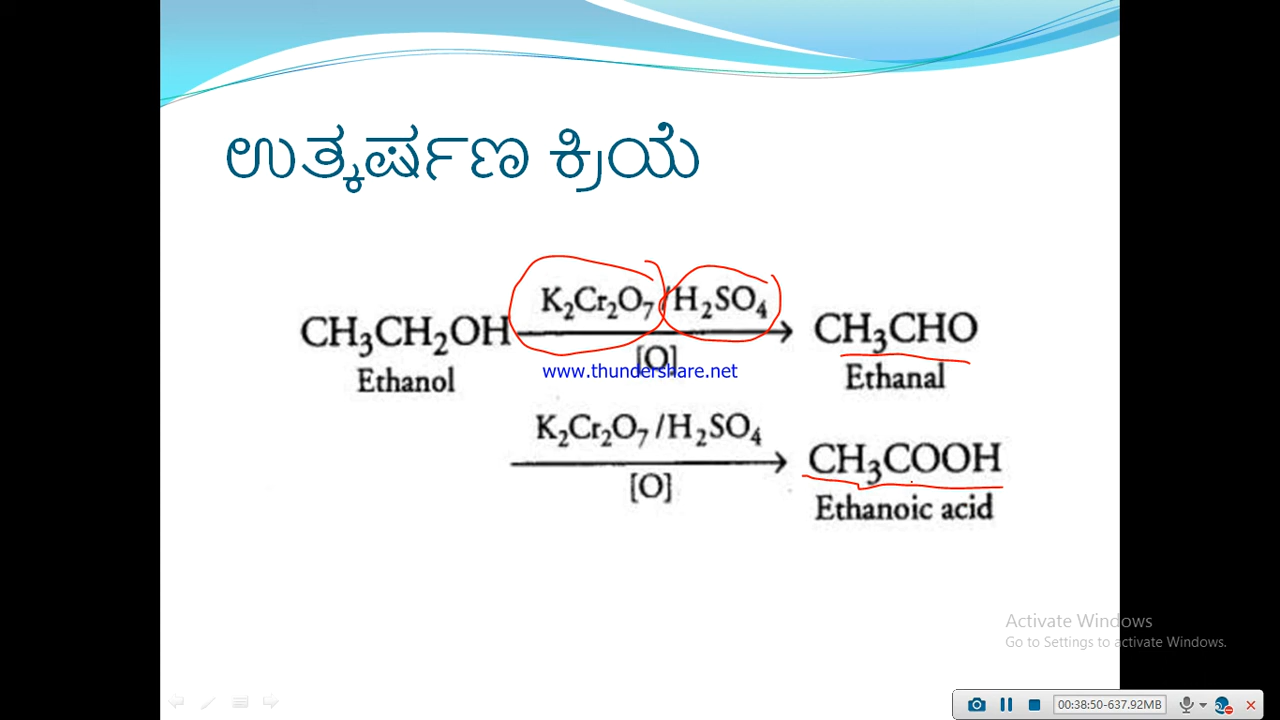 ಉತ್ಕರ್ಷಣ ಕ್ರಿಯೆ
CH₃CH₂OH K₂Cr₂O₇/H₂SO₄ [O] CH₃CHO
www.thundershare.net
Ethanol Ethanal
K₂Cr₂O₇/H₂SO₄
[O] CH₃COOH
Ethanoic acid
Activate Windows
Go to Settings to activate Windows.
00:38:50-637.92MB